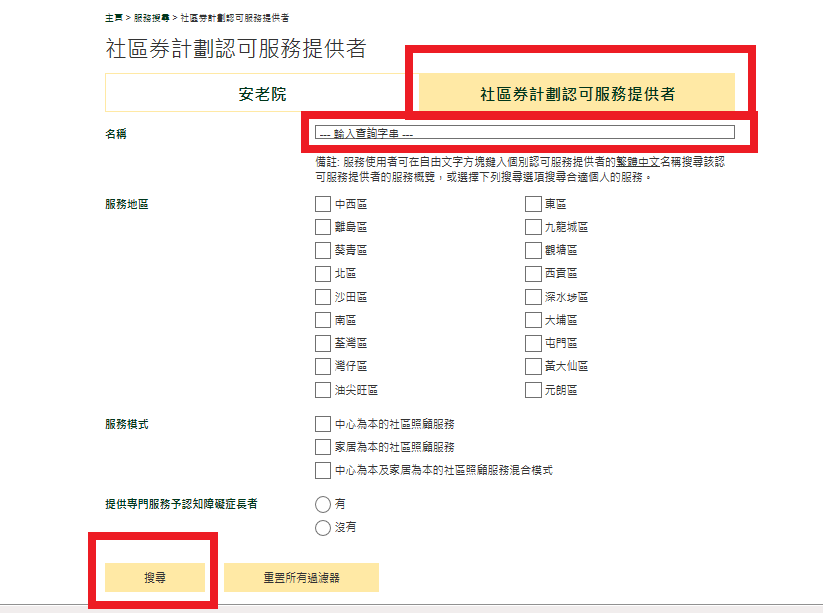 主頁 > 服務搜尋 > 社區券計劃認可服務提供者
社區券計劃認可服務提供者
安老院 社區券計劃認可服務提供者
名稱 --- 輸入查詢字串 ---
備註: 服務使用者可在自由文字方塊鍵入個別認可服務提供者的繁體中文名稱搜尋該認
可服務提供者的服務概覽，或選擇下列搜尋選項搜尋合適個人的服務。
服務地區 中西區 東區
離島區 九龍城區
葵青區 觀塘區
北區 西貢區
沙田區 深水埗區
南區 大埔區
荃灣區 屯門區
灣仔區 黃大仙區
油尖旺區 元朗區
服務模式 中心為本的社區照顧服務
家居為本的社區照顧服務
中心為本及家居為本的社區照顧服務混合模式
提供專門服務予認知障礙症長者 有
沒有
搜尋 重置所有過濾器